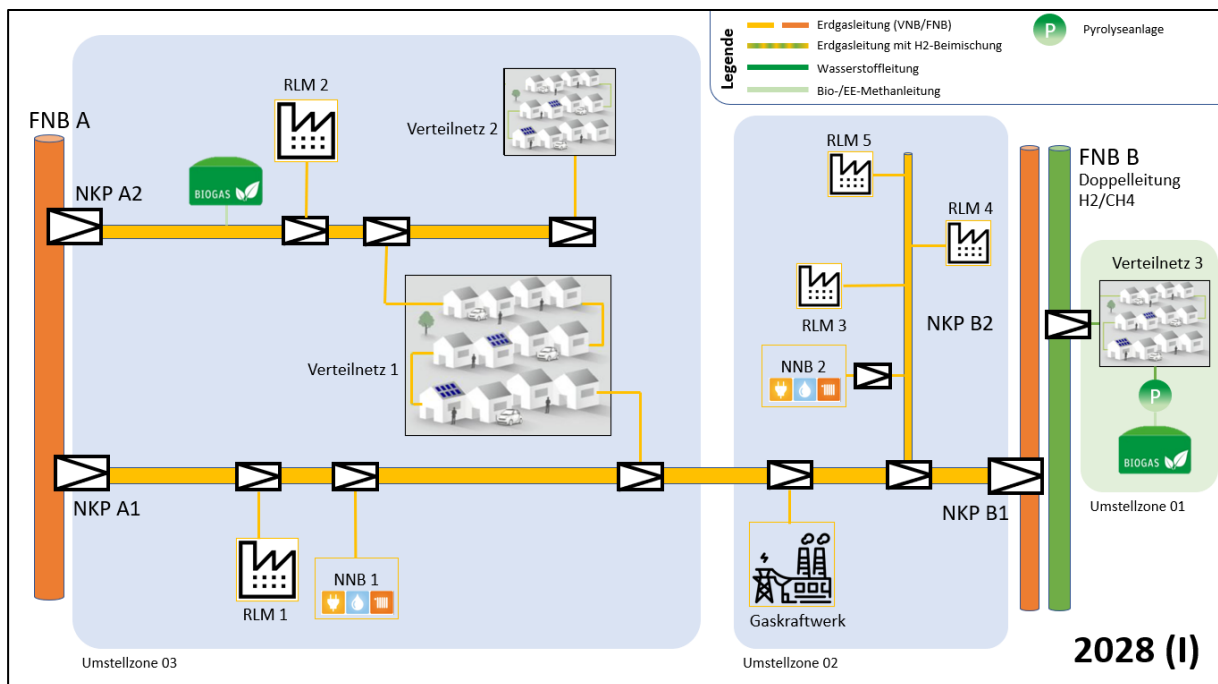 Legende
Erdgasleitung (VNB/FNB)
Erdgasleitung mit H2-Beimischung
Wasserstoffleitung
Bio-/EE-Methanleitung
P
Pyrolyseanlage
FNB A
NKP A2
BIOGAS
RLM 2
Verteilnetz 2
Verteilnetz 1
NKP A1
RLM 1
NNB 1
Umstellzone 03
RLM 5
RLM 4
RLM 3
NKP B2
NNB 2
NKP B1
Gaskraftwerk
Umstellzone 02
FNB B
Doppelleitung
H2/CH4
Verteilnetz 3
P
BIOGAS
Umstellzone 01
2028 (I)